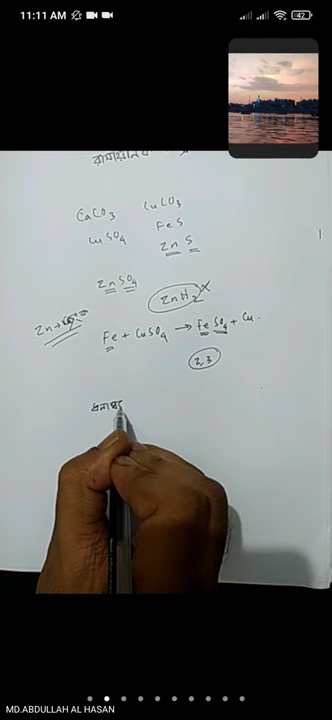 11:11 AM
42
CaCO₃ CuCO₃
CuSO₄ FeS
ZnS
ZnSO₄
ZnH₂ ×
Zn→
Fe + CuSO₄ → FeSO₄ + Cu.
2,3
MD.ABDULLAH AL HASAN